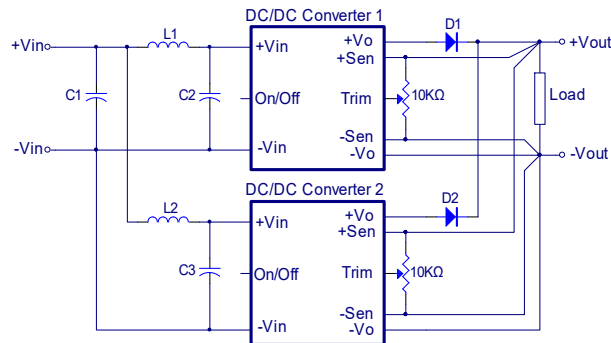 DC/DC Converter 1
+Vin
L1
+Vin
+Vo
D1
+Vout
+Sen
C1
C2
On/Off
Trim
10KΩ
Load
-Sen
-Vin
-Vin
-Vo
-Vout
DC/DC Converter 2
L2
+Vin
+Vo
D2
+Sen
C3
On/Off
Trim
10KΩ
-Sen
-Vin
-Vo